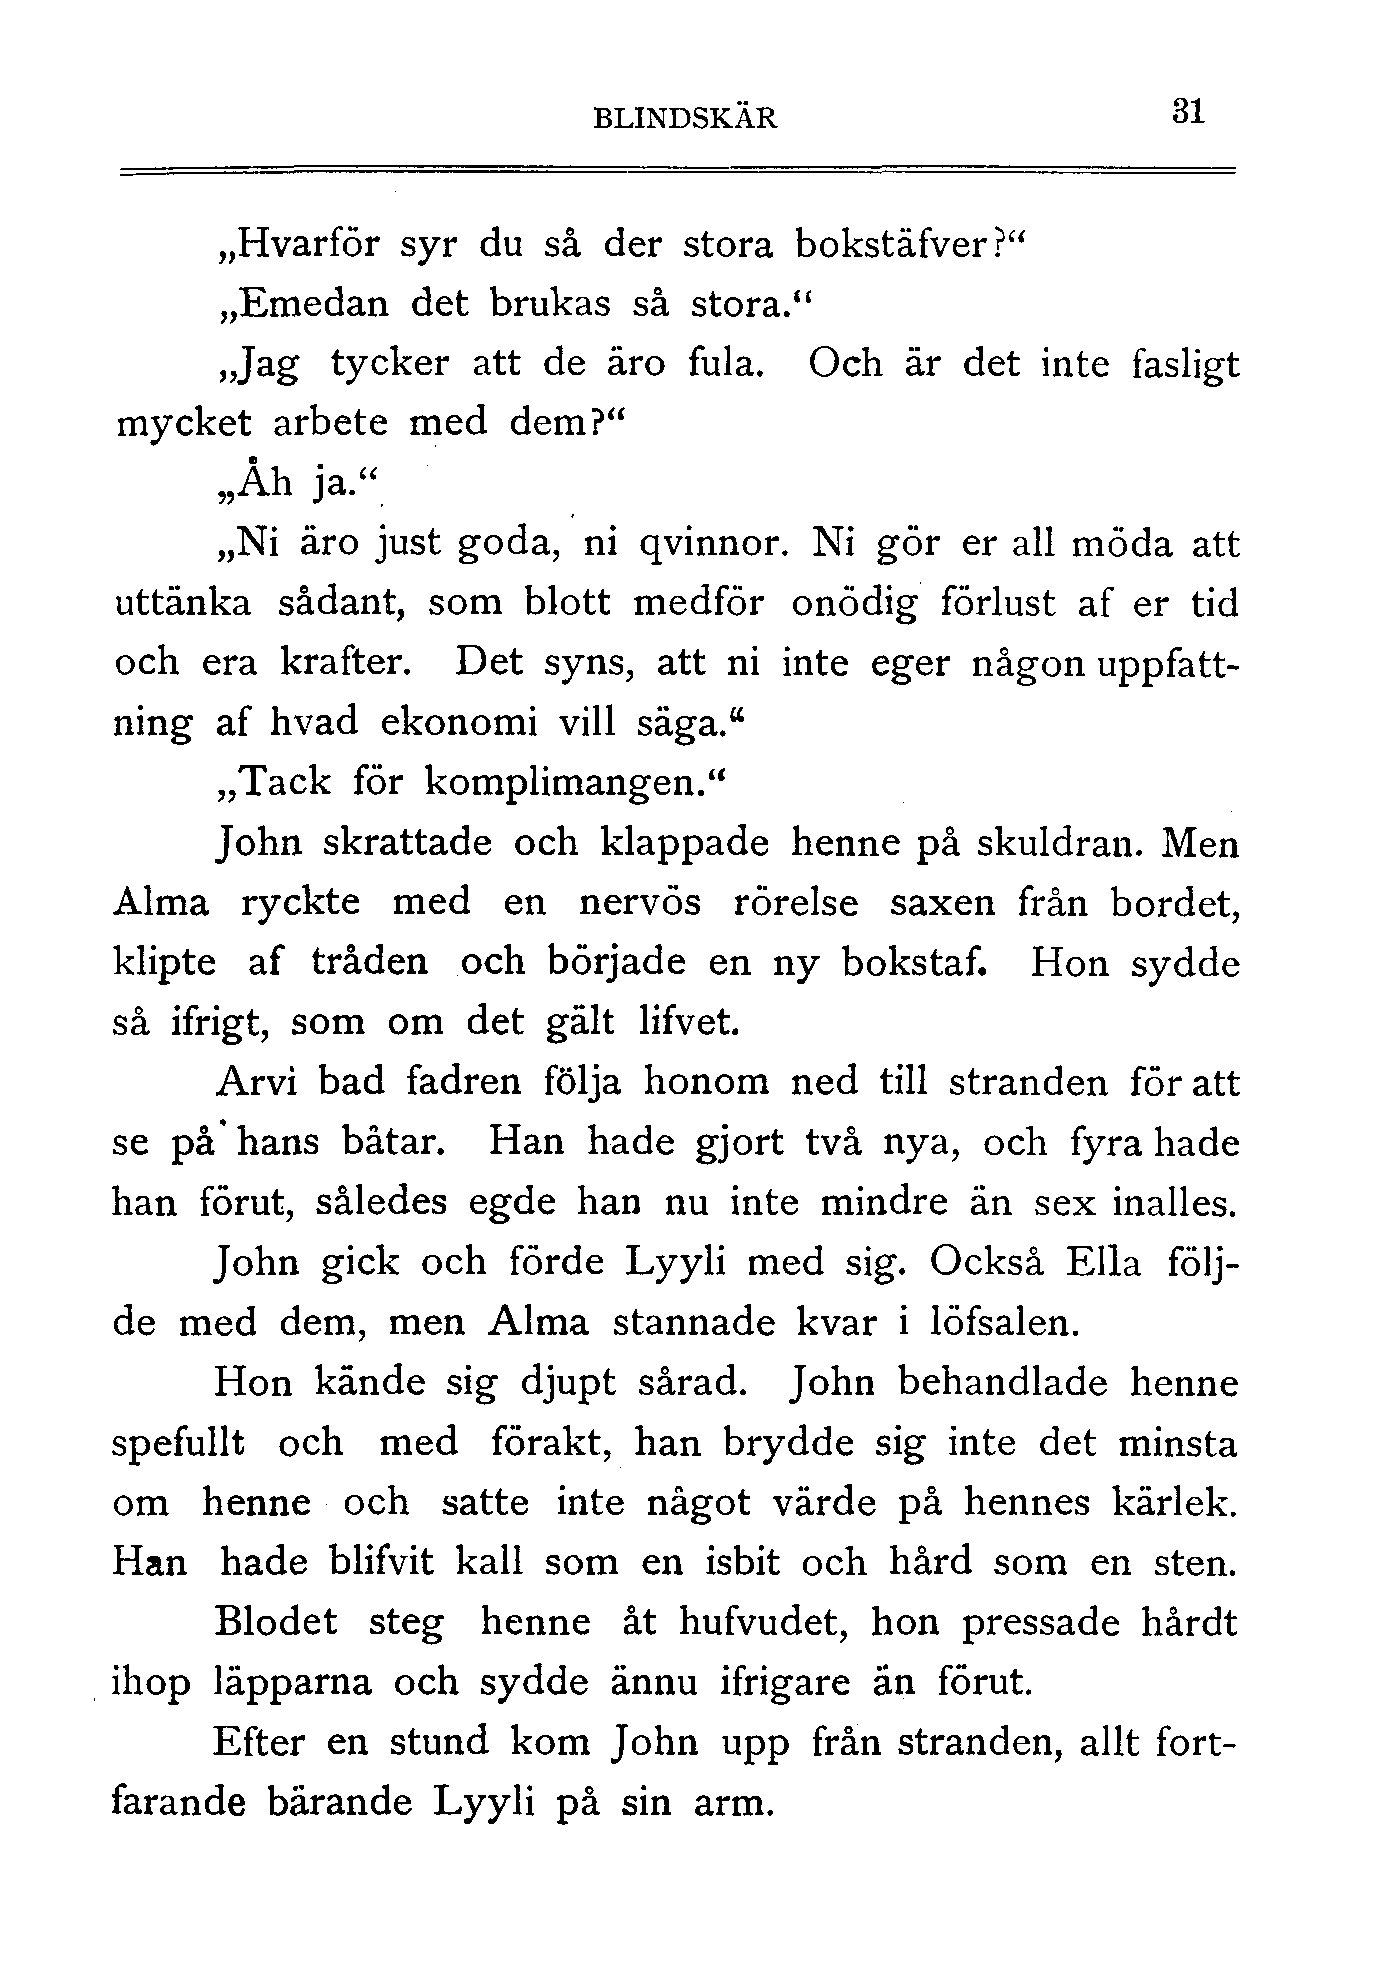 BLINDSKÄR 31
„Hvarför syr du så der stora bokstäfver?“
„Emedan det brukas så stora.“
„Jag tycker att de äro fula. Och är det inte fasligt
mycket arbete med dem?“
„Åh ja.“
„Ni äro just goda, ni qvinnor. Ni gör er all möda att
uttänka sådant, som blott medför onödig förlust af er tid
och era krafter. Det syns, att ni inte eger någon uppfatt-
ning af hvad ekonomi vill säga.“
„Tack för komplimangen.“
John skrattade och klappade henne på skuldran. Men
Alma ryckte med en nervös rörelse saxen från bordet,
klipte af tråden och började en ny bokstaf. Hon sydde
så ifrigt, som om det gält lifvet.
Arvi bad fadren följa honom ned till stranden för att
se på hans båtar. Han hade gjort två nya, och fyra hade
han förut, således egde han nu inte mindre än sex inalles.
John gick och förde Lyyli med sig. Också Ella följ-
de med dem, men Alma stannade kvar i löfsalen.
Hon kände sig djupt sårad. John behandlade henne
spefullt och med förakt, han brydde sig inte det minsta
om henne och satte inte något värde på hennes kärlek.
Han hade blifvit kall som en isbit och hård som en sten.
Blodet steg henne åt hufvudet, hon pressade hårdt
ihop läpparna och sydde ännu ifrigare än förut.
Efter en stund kom John upp från stranden, allt fort-
farande bärande Lyyli på sin arm.